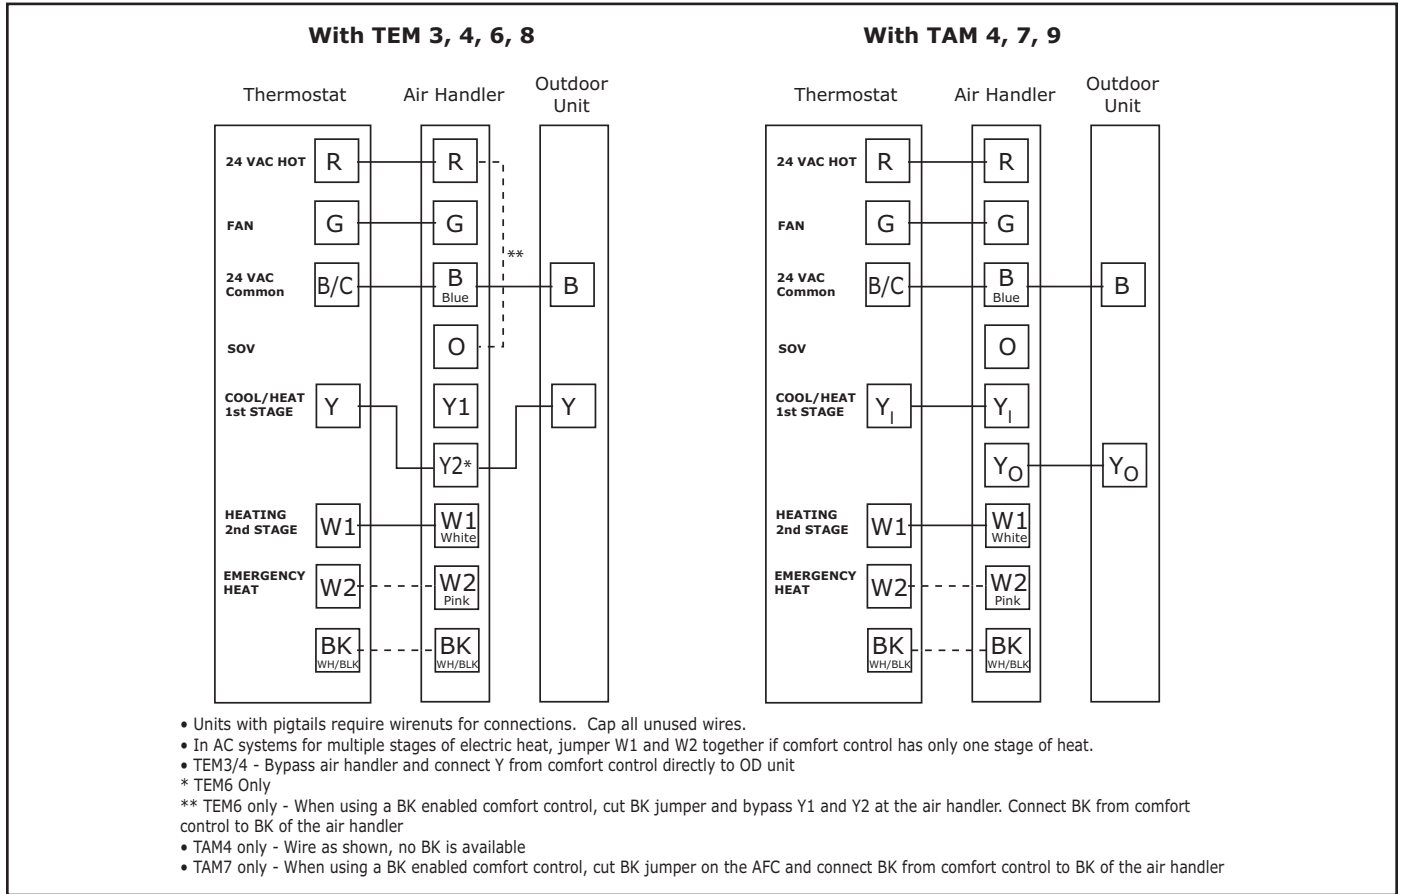 With TEM 3, 4, 6, 8
With TAM 4, 7, 9
Thermostat
Air Handler
Outdoor
Unit
24 VAC HOT
R
R
FAN
G
G
**
24 VAC
Common
B/C
B
Blue
B
SOV
O
COOL/HEAT
1st STAGE
Y
Y1
Y
Y2*
HEATING
2nd STAGE
W1
W1
White
EMERGENCY
HEAT
W2
W2
Pink
BK
WH/BLK
BK
WH/BLK
Thermostat
Air Handler
Outdoor
Unit
24 VAC HOT
R
R
FAN
G
G
24 VAC
Common
B/C
B
Blue
B
SOV
O
COOL/HEAT
1st STAGE
YI
YI
YO
YO
HEATING
2nd STAGE
W1
W1
White
EMERGENCY
HEAT
W2
W2
Pink
BK
WH/BLK
BK
WH/BLK
• Units with pigtails require wirenuts for connections.  Cap all unused wires.
• In AC systems for multiple stages of electric heat, jumper W1 and W2 together if comfort control has only one stage of heat.
• TEM3/4 - Bypass air handler and connect Y from comfort control directly to OD unit
* TEM6 Only
** TEM6 only - When using a BK enabled comfort control, cut BK jumper and bypass Y1 and Y2 at the air handler. Connect BK from comfort
control to BK of the air handler
• TAM4 only - Wire as shown, no BK is available
• TAM7 only - When using a BK enabled comfort control, cut BK jumper on the AFC and connect BK from comfort control to BK of the air handler